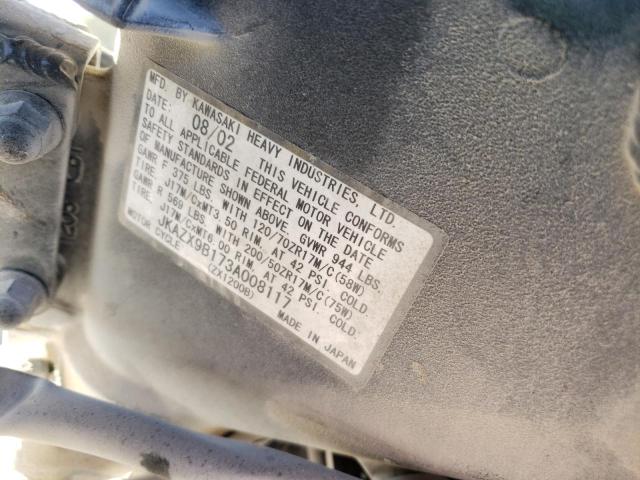 MFD. BY KAWASAKI HEAVY INDUSTRIES, LTD.
DATE: 08/02 THIS VEHICLE CONFORMS
TO ALL APPLICABLE FEDERAL MOTOR VEHICLE
SAFETY STANDARDS IN EFFECT ON THE DATE
OF MANUFACTURE SHOWN ABOVE. GVWR 944 LBS.
GAWR F 375 LBS. WITH 120/70ZR17M/C(58W)
TIRE, J17M/CxMT3.50 RIM, AT 42 PSI COLD.
GAWR R 569 LBS. WITH 200/50ZR17M/C(75W)
TIRE, J17M/CxMT6.00 RIM, AT 42 PSI. COLD.
JKAZX9B173A008117
MOTOR CYCLE (ZX1200B)
MADE IN JAPAN